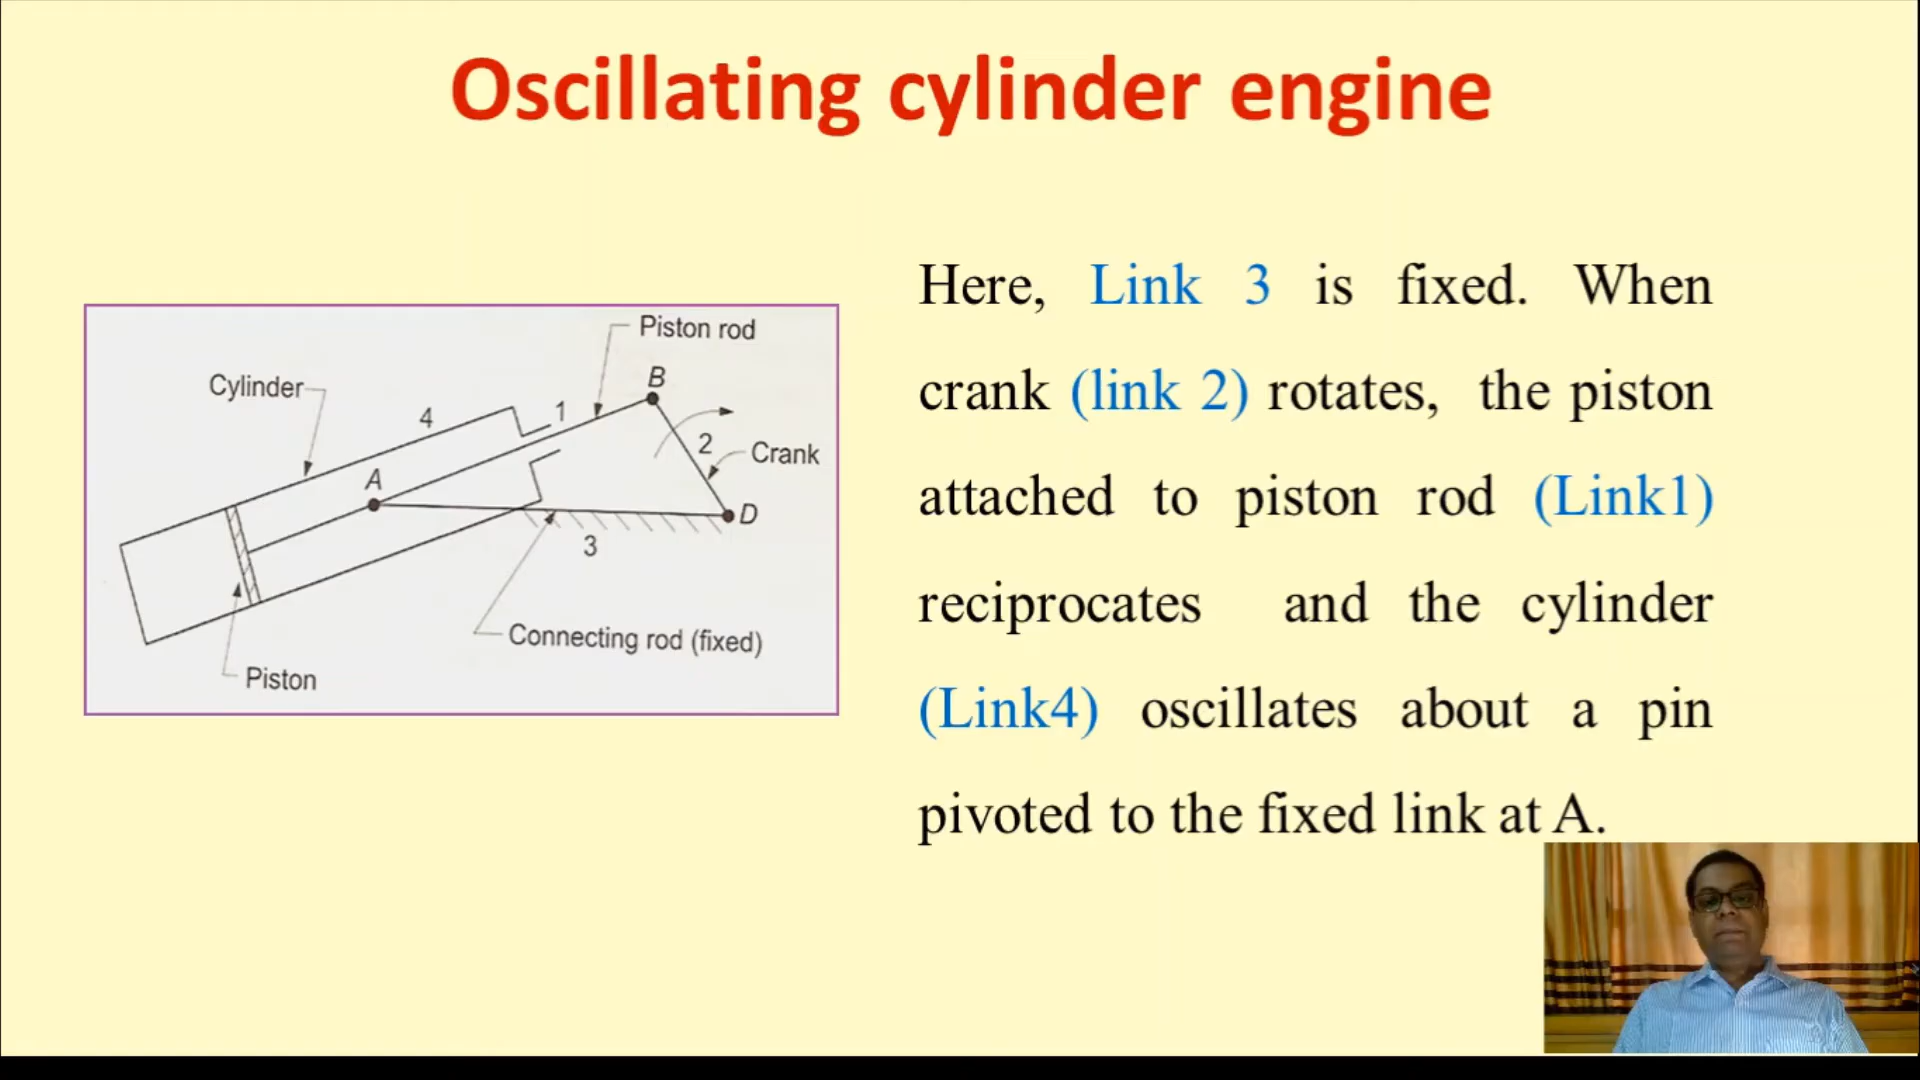 Oscillating cylinder engine
Piston rod
Cylinder
B
4
1
2
Crank
A
D
3
Connecting rod (fixed)
Piston
Here, Link 3 is fixed. When
crank (link 2) rotates, the piston
attached to piston rod (Link1)
reciprocates and the cylinder
(Link4) oscillates about a pin
pivoted to the fixed link at A.